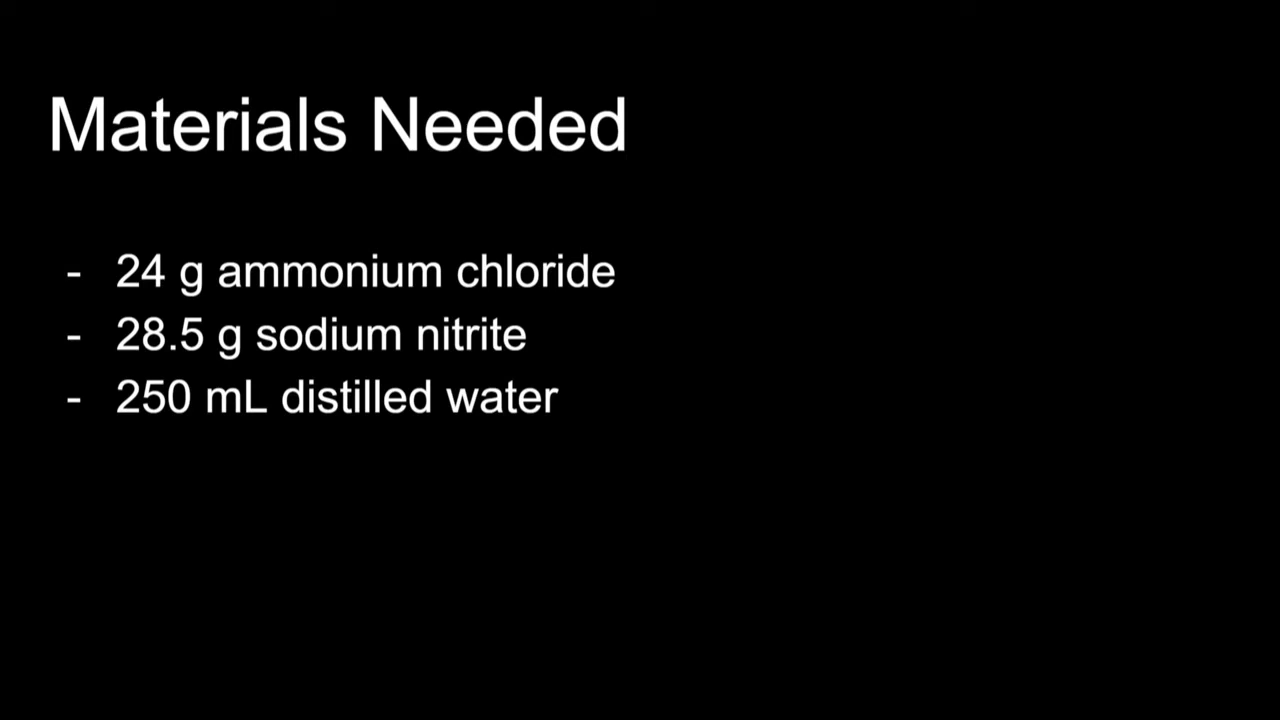 Materials Needed
- 24 g ammonium chloride
- 28.5 g sodium nitrite
- 250 mL distilled water